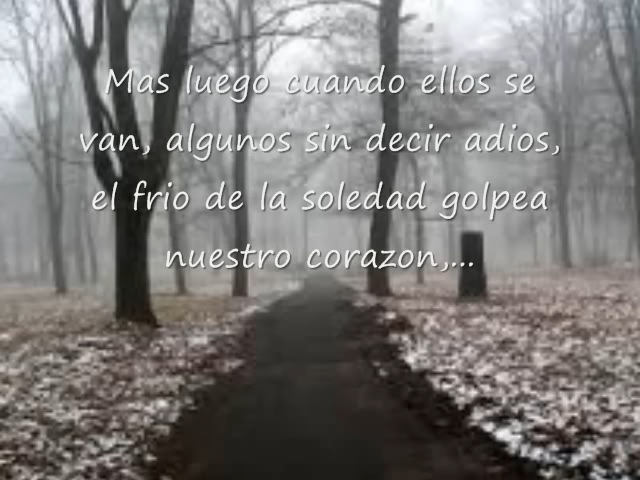 Mas luego cuando ellos se
van, algunos sin decir adios,
el frio de la soledad golpea
nuestro corazon,...